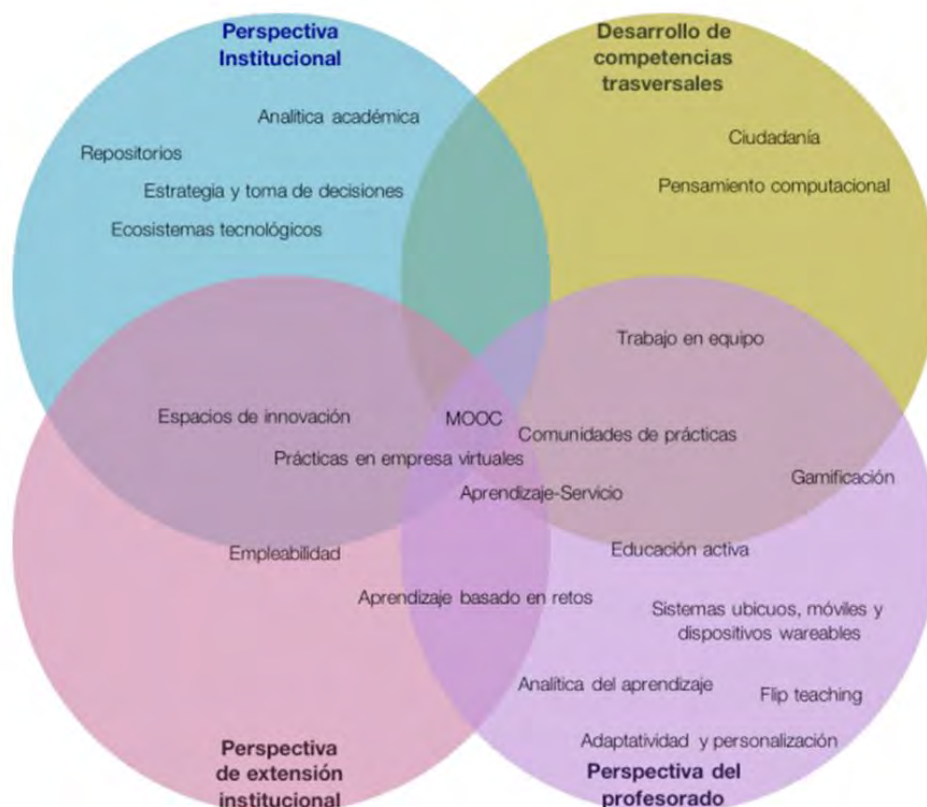 Perspectiva
Institucional
Desarrollo de
competencias
trasversales
Analítica académica
Ciudadanía
Repositorios
Estrategia y toma de decisiones
Pensamiento computacional
Ecosistemas tecnológicos
Trabajo en equipo
Espacios de innovación
MOOC
Comunidades de prácticas
Prácticas en empresa virtuales
Gamificación
Aprendizaje-Servicio
Empleabilidad
Educación activa
Aprendizaje basado en retos
Sistemas ubicuos, móviles y
dispositivos wareables
Analítica del aprendizaje
Flip teaching
Adaptatividad y personalización
Perspectiva
de extensión
institucional
Perspectiva del
profesorado